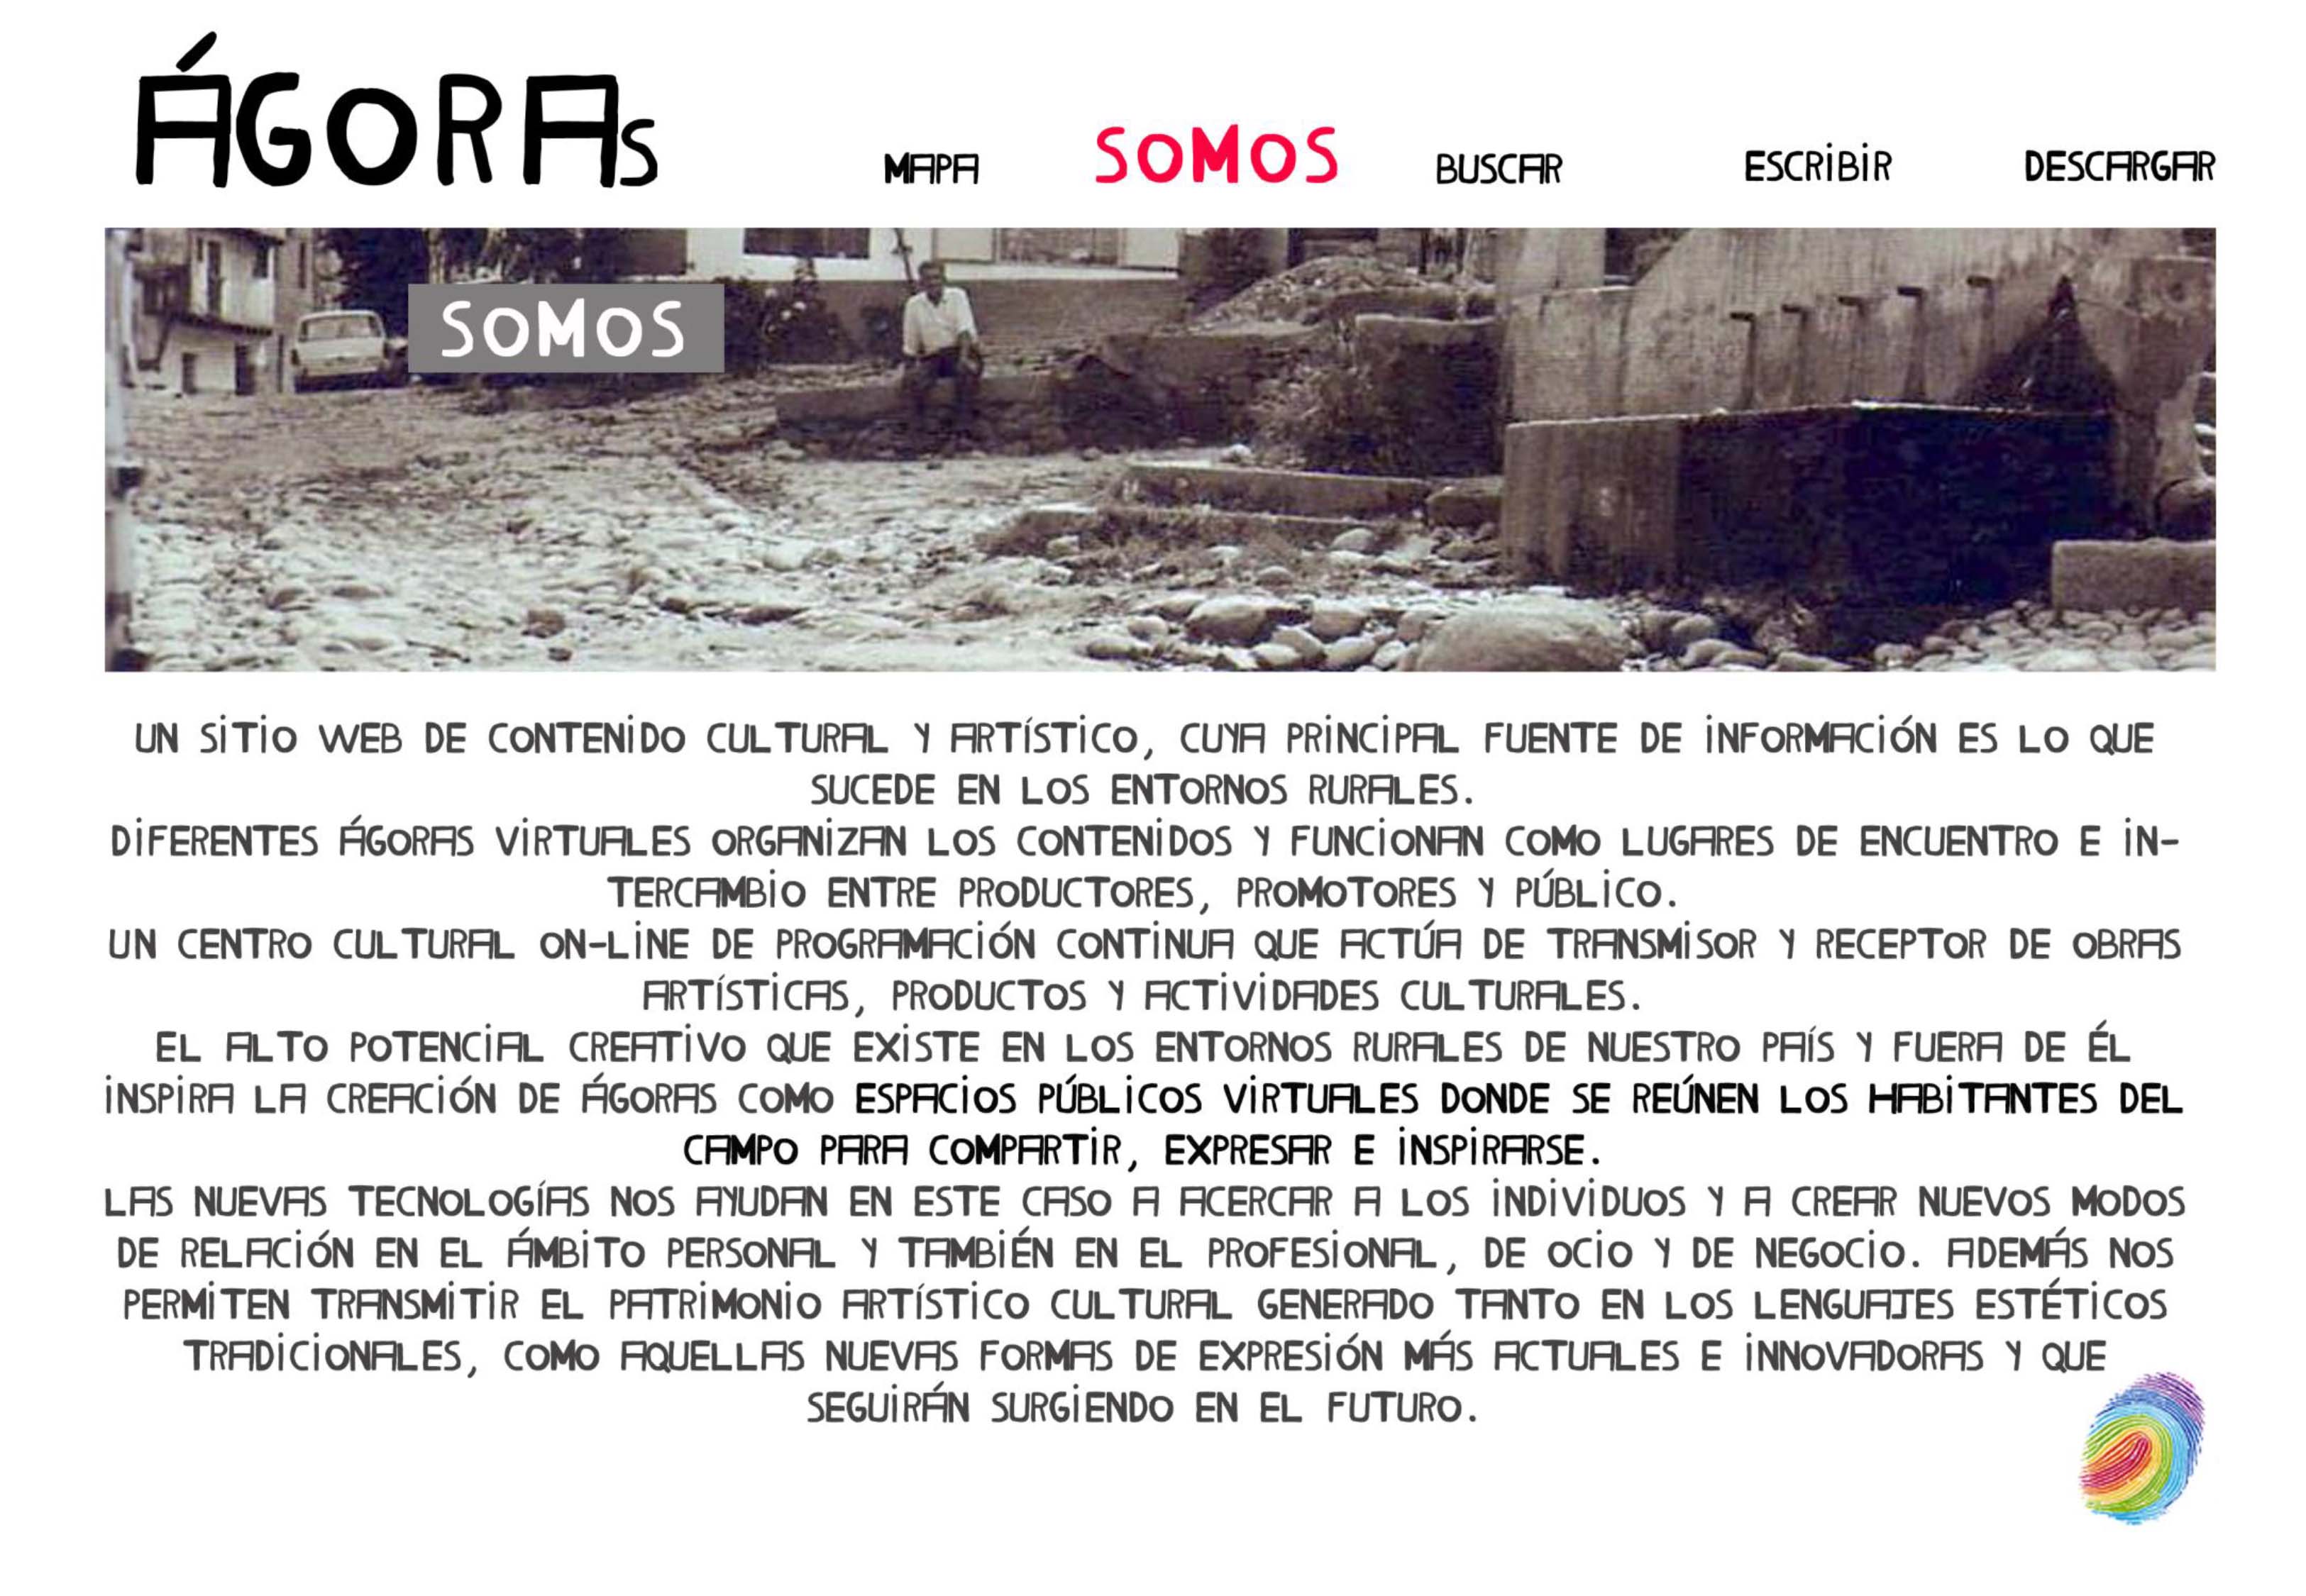 ÁGORAs
MAPA SOMOS BUSCAR ESCRIBIR DESCARGAR
SOMOS
UN SITIO WEB DE CONTENIDO CULTURAL Y ARTÍSTICO, CUYA PRINCIPAL FUENTE DE INFORMACIÓN ES LO QUE
SUCEDE EN LOS ENTORNOS RURALES.
DIFERENTES ÁGORAS VIRTUALES ORGANIZAN LOS CONTENIDOS Y FUNCIONAN COMO LUGARES DE ENCUENTRO E IN-
TERCAMBIO ENTRE PRODUCTORES, PROMOTORES Y PÚBLICO.
UN CENTRO CULTURAL ON-LINE DE PROGRAMACIÓN CONTINUA QUE ACTÚA DE TRANSMISOR Y RECEPTOR DE OBRAS
ARTÍSTICAS, PRODUCTOS Y ACTIVIDADES CULTURALES.
EL ALTO POTENCIAL CREATIVO QUE EXISTE EN LOS ENTORNOS RURALES DE NUESTRO PAÍS Y FUERA DE ÉL
INSPIRA LA CREACIÓN DE ÁGORAS COMO ESPACIOS PÚBLICOS VIRTUALES DONDE SE REÚNEN LOS HABITANTES DEL
CAMPO PARA COMPARTIR, EXPRESAR E INSPIRARSE.
LAS NUEVAS TECNOLOGÍAS NOS AYUDAN EN ESTE CASO A ACERCAR A LOS INDIVIDUOS Y A CREAR NUEVOS MODOS
DE RELACIÓN EN EL ÁMBITO PERSONAL Y TAMBIÉN EN EL PROFESIONAL, DE OCIO Y DE NEGOCIO. ADEMÁS NOS
PERMITEN TRANSMITIR EL PATRIMONIO ARTÍSTICO CULTURAL GENERADO TANTO EN LOS LENGUAJES ESTÉTICOS
TRADICIONALES, COMO AQUELLAS NUEVAS FORMAS DE EXPRESIÓN MÁS ACTUALES E INNOVADORAS Y QUE
SEGUIRÁN SURGIENDO EN EL FUTURO.